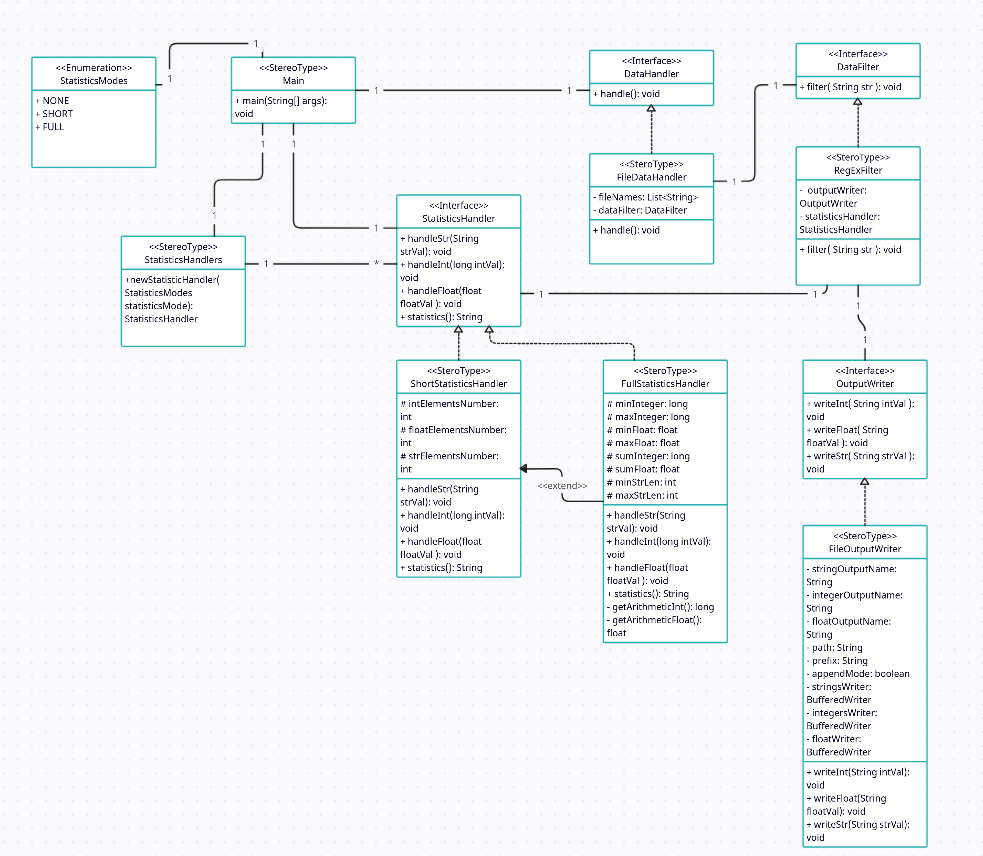 <<Enumeration>>
StatisticsModes
+ NONE
+ SHORT
+ FULL
1
1
<<StereoType>>
Main
+ main(String[] args):
void
1
1
<<Interface>>
DataHandler
+ handle(): void
1
<<Interface>>
DataFilter
+ filter( String str ): void
1
1
<<SteroType>>
FileDataHandler
- fileNames: List<String>
- dataFilter: DataFilter
+ handle(): void
1
<<SteroType>>
RegExFilter
- outputWriter:
OutputWriter
- statisticsHandler:
StatisticsHandler
+ filter( String str ): void
1
1
<<StereoType>>
StatisticsHandlers
+newStatisticHandler(
StatisticsModes
statisticsMode):
StatisticsHandler
1
*
1
<<Interface>>
StatisticsHandler
+ handleStr(String
strVal): void
+ handleInt(long intVal):
void
+ handleFloat(float
floatVal ): void
+ statistics(): String
1
1
1
1
<<SteroType>>
ShortStatisticsHandler
# intElementsNumber:
int
# floatElementsNumber:
int
# strElementsNumber:
int
+ handleStr(String
strVal): void
+ handleInt(long intVal):
void
+ handleFloat(float
floatVal ): void
+ statistics(): String
<<extend>>
<<SteroType>>
FullStatisticsHandler
# minInteger: long
# maxInteger: long
# minFloat: float
# maxFloat: float
# sumInteger: long
# sumFloat: float
# minStrLen: int
# maxStrLen: int
+ handleStr(String
strVal): void
+ handleInt(long intVal):
void
+ handleFloat(float
floatVal ): void
+ statistics(): String
- getArithmeticInt(): long
- getArithmeticFloat():
float
<<Interface>>
OutputWriter
+ writeInt( String intVal ):
void
+ writeFloat( String
floatVal ): void
+ writeStr( String strVal ):
void
<<SteroType>>
FileOutputWriter
- stringOutputName:
String
- integerOutputName:
String
- floatOutputName:
String
- path: String
- prefix: String
- appendMode: boolean
- stringsWriter:
BufferedWriter
- integersWriter:
BufferedWriter
- floatWriter:
BufferedWriter
+ writeInt(String intVal):
void
+ writeFloat(String
floatVal): void
+ writeStr(String strVal):
void